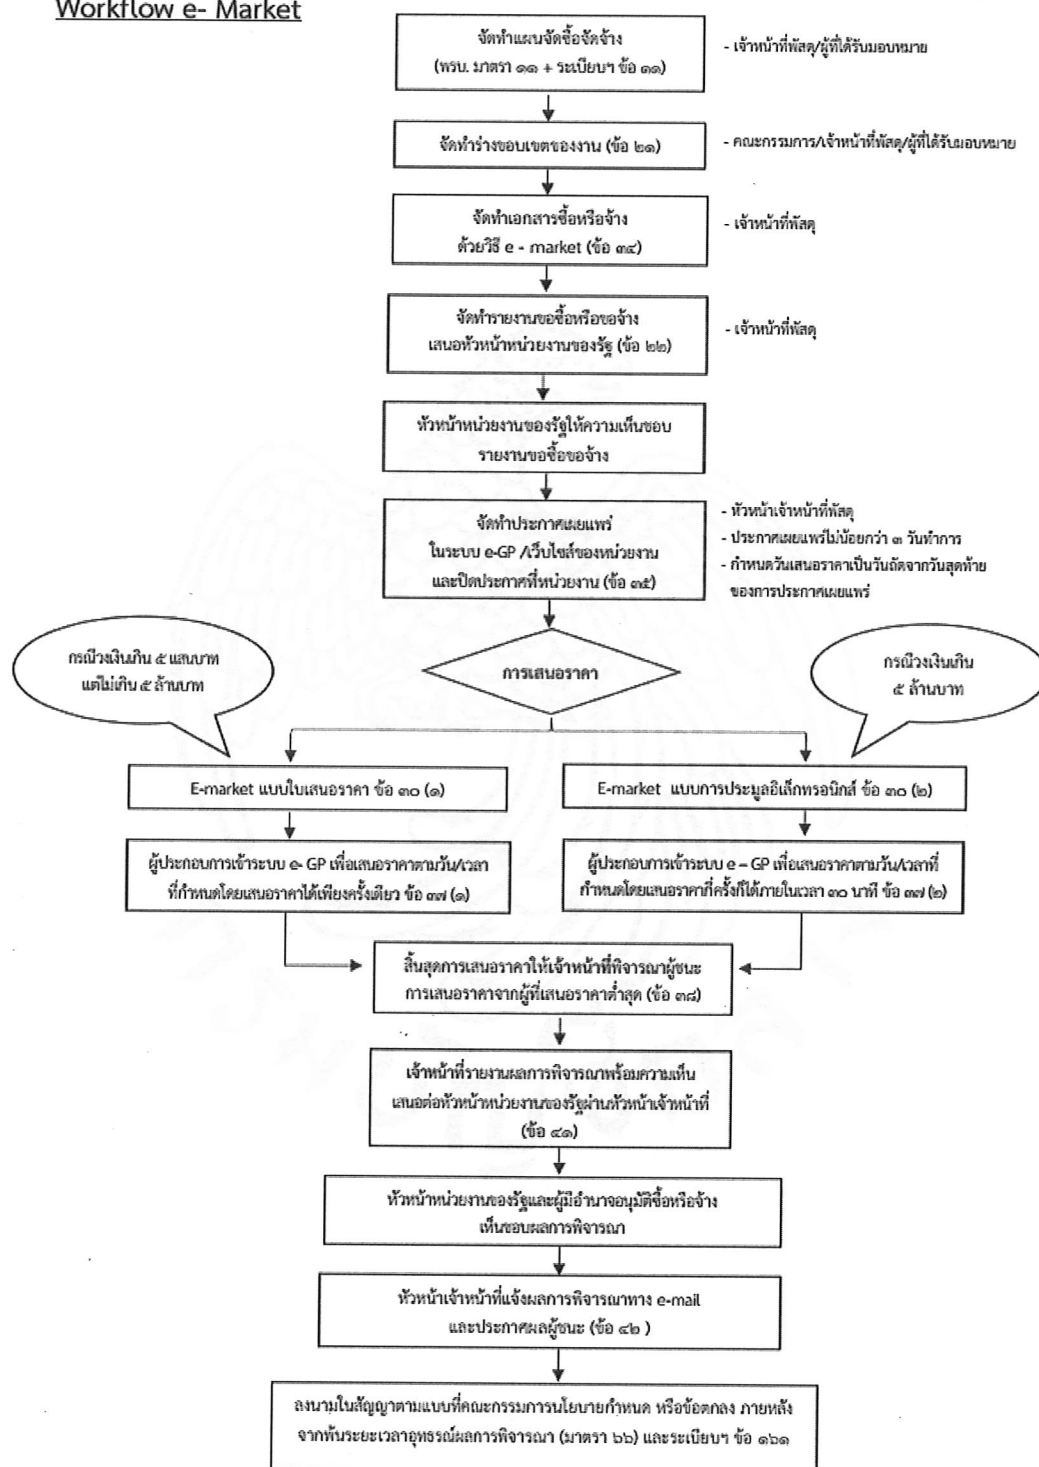 Workflow e- Market
จัดทำแผนจัดซื้อจัดจ้าง
(พรบ. มาตรา ๑๑ + ระเบียบฯ ข้อ ๑๑)
- เจ้าหน้าที่พัสดุ/ผู้ที่ได้รับมอบหมาย
จัดทำร่างขอบเขตของงาน (ข้อ ๒๑)
- คณะกรรมการ/เจ้าหน้าที่พัสดุ/ผู้ที่ได้รับมอบหมาย
จัดทำเอกสารซื้อหรือจ้าง
ด้วยวิธี e - market (ข้อ ๓๔)
- เจ้าหน้าที่พัสดุ
จัดทำรายงานขอซื้อหรือขอจ้าง
เสนอหัวหน้าหน่วยงานของรัฐ (ข้อ ๒๒)
- เจ้าหน้าที่พัสดุ
หัวหน้าหน่วยงานของรัฐให้ความเห็นชอบ
รายงานขอซื้อขอจ้าง
จัดทำประกาศเผยแพร่
ในระบบ e-GP /เว็บไซส์ของหน่วยงาน
และปิดประกาศที่หน่วยงาน (ข้อ ๓๕)
- หัวหน้าเจ้าหน้าที่พัสดุ
- ประกาศเผยแพร่ไม่น้อยกว่า ๓ วันทำการ
- กำหนดวันเสนอราคาเป็นวันถัดจากวันสุดท้าย
ของการประกาศเผยแพร่
กรณีวงเงินเกิน ๕ แสนบาท
แต่ไม่เกิน ๕ ล้านบาท
การเสนอราคา
กรณีวงเงินเกิน
๕ ล้านบาท
E-market แบบใบเสนอราคา ข้อ ๓๐ (๑)
E-market แบบการประมูลอิเล็กทรอนิกส์ ข้อ ๓๐ (๒)
ผู้ประกอบการเข้าระบบ e- GP เพื่อเสนอราคาตามวัน/เวลา
ที่กำหนดโดยเสนอราคาได้เพียงครั้งเดียว ข้อ ๓๗ (๑)
ผู้ประกอบการเข้าระบบ e – GP เพื่อเสนอราคาตามวัน/เวลาที่
กำหนดโดยเสนอราคากี่ครั้งก็ได้ภายในเวลา ๓๐ นาที ข้อ ๓๗ (๒)
สิ้นสุดการเสนอราคาให้เจ้าหน้าที่พิจารณาผู้ชนะ
การเสนอราคาจากผู้ที่เสนอราคาต่ำสุด (ข้อ ๓๘)
เจ้าหน้าที่รายงานผลการพิจารณาพร้อมความเห็น
เสนอต่อหัวหน้าหน่วยงานของรัฐผ่านหัวหน้าเจ้าหน้าที่
(ข้อ ๔๑)
หัวหน้าหน่วยงานของรัฐและผู้มีอำนาจอนุมัติซื้อหรือจ้าง
เห็นชอบผลการพิจารณา
หัวหน้าเจ้าหน้าที่แจ้งผลการพิจารณาทาง e-mail
และประกาศผลผู้ชนะ (ข้อ ๔๒ )
ลงนามในสัญญาตามแบบที่คณะกรรมการนโยบายกำหนด หรือข้อตกลง ภายหลัง
จากพ้นระยะเวลาอุทธรณ์ผลการพิจารณา (มาตรา ๖๖) และระเบียบฯ ข้อ ๑๖๑